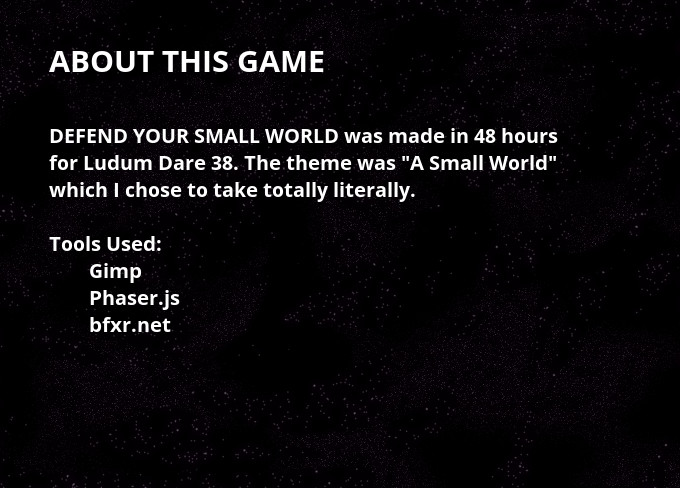 ABOUT THIS GAME
DEFEND YOUR SMALL WORLD was made in 48 hours
for Ludum Dare 38. The theme was "A Small World"
which I chose to take totally literally.
Tools Used:
Gimp
Phaser.js
bfxr.net